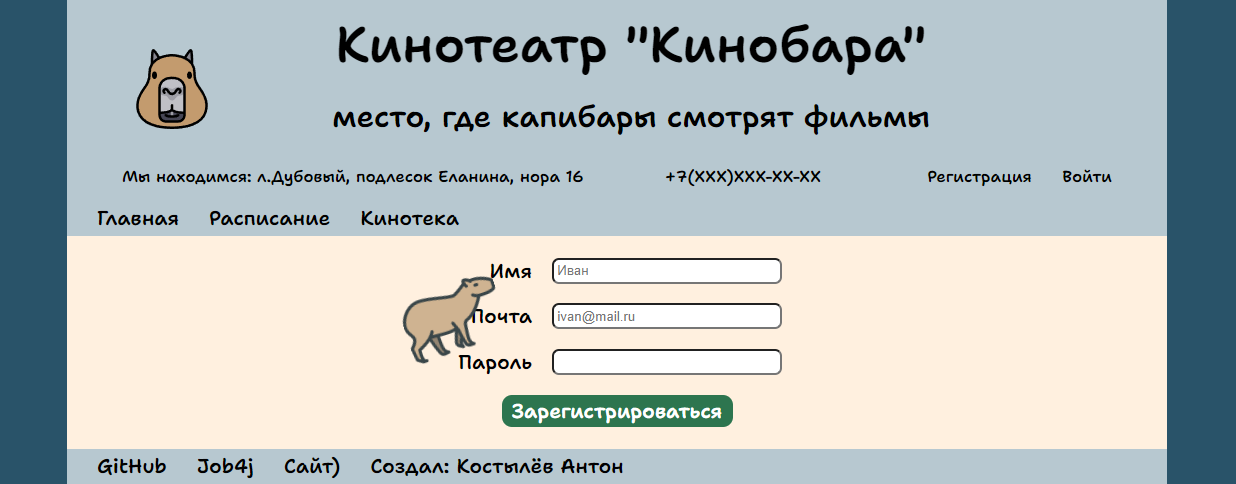 Кинотеатр "Кинобара"
место, где капибары смотрят фильмы
Мы находимся: л.Дубовый, подлесок Еланина, нора 16 +7(XXX)XXX-XX-XX Регистрация Войти
Главная Расписание Кинотека
Имя Иван
Почта ivan@mail.ru
Пароль
Зарегистрироваться
GitHub Job4j Сайт) Создал: Костылёв Антон